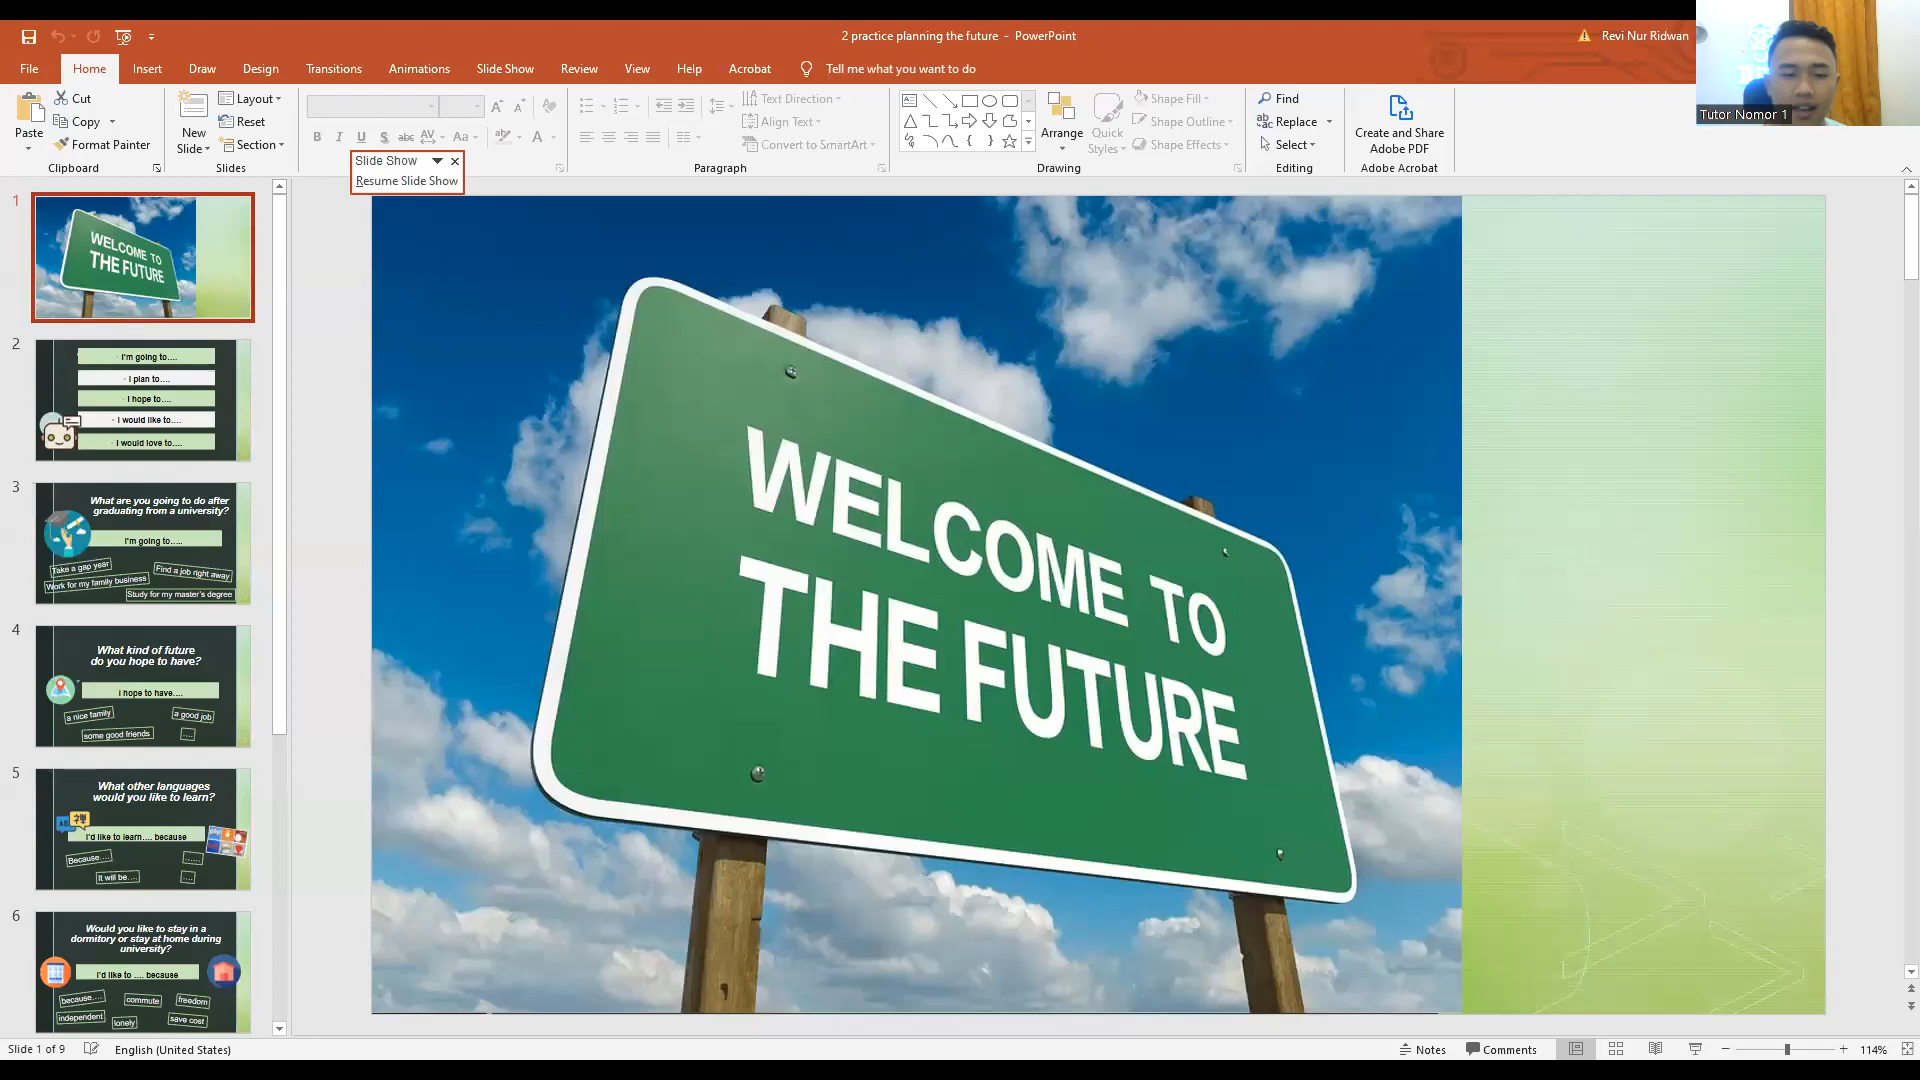 2 practice planning the future - PowerPoint
Revi Nur Ridwan
File Home Insert Draw Design Transitions Animations Slide Show Review View Help Acrobat Tell me what you want to do
Paste
Cut
Copy
Format Painter
Clipboard
New
Slide
Layout
Reset
Section
Slides
Paragraph
Text Direction
Align Text
Convert to SmartArt
Arrange
Quick
Styles
Shape Fill
Shape Outline
Shape Effects
Drawing
Find
Replace
Select
Editing
Create and Share
Adobe PDF
Adobe Acrobat
Tutor Nomor 1
Slide Show
Resume Slide Show
1
WELCOME TO
THE FUTURE
2
I'm going to....
I plan to....
I hope to....
I would like to....
I would love to....
3
What are you going to do after
graduating from a university?
I'm going to.....
Take a gap year
Find a job right away
Work for my family business
Study for my master's degree
4
What kind of future
do you hope to have?
I hope to have....
a nice family
a good job
some good friends
....
5
What other languages
would you like to learn?
I'd like to learn.... because
Because....
......
It will be....
....
6
Would you like to stay in a
dormitory or stay at home during
university?
I'd like to .... because
because....
commute
freedom
independent
lonely
save cost
WELCOME TO
THE FUTURE
Slide 1 of 9
English (United States)
Notes
Comments
114%